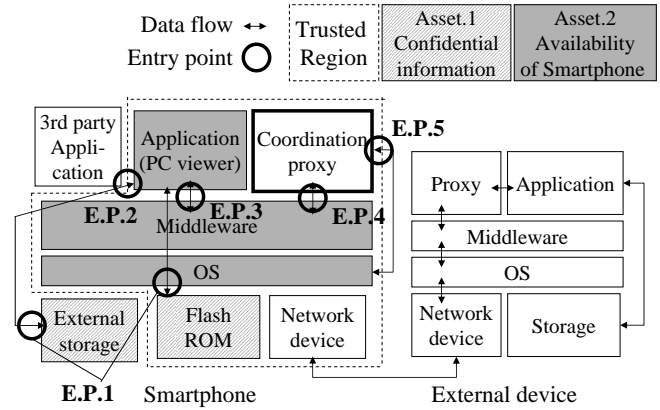 Data flow
Entry point
Trusted
Region
Asset.1
Confidential
information
Asset.2
Availability
of Smartphone
3rd party
Appli-
cation
Application
(PC viewer)
Coordination
proxy
E.P.5
E.P.2
E.P.3
E.P.4
Middleware
OS
External
storage
Flash
ROM
Network
device
E.P.1
Smartphone
Proxy
Application
Middleware
OS
Network
device
Storage
External device